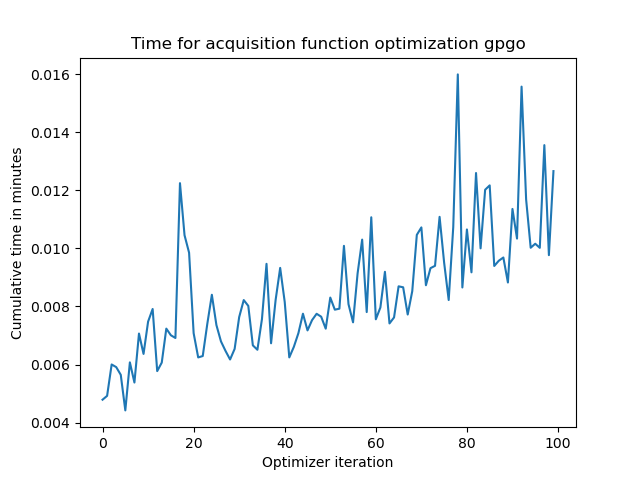 Time for acquisition function optimization gpgo
Cumulative time in minutes
0.016
0.014
0.012
0.010
0.008
0.006
0.004
0 20 40 60 80 100
Optimizer iteration